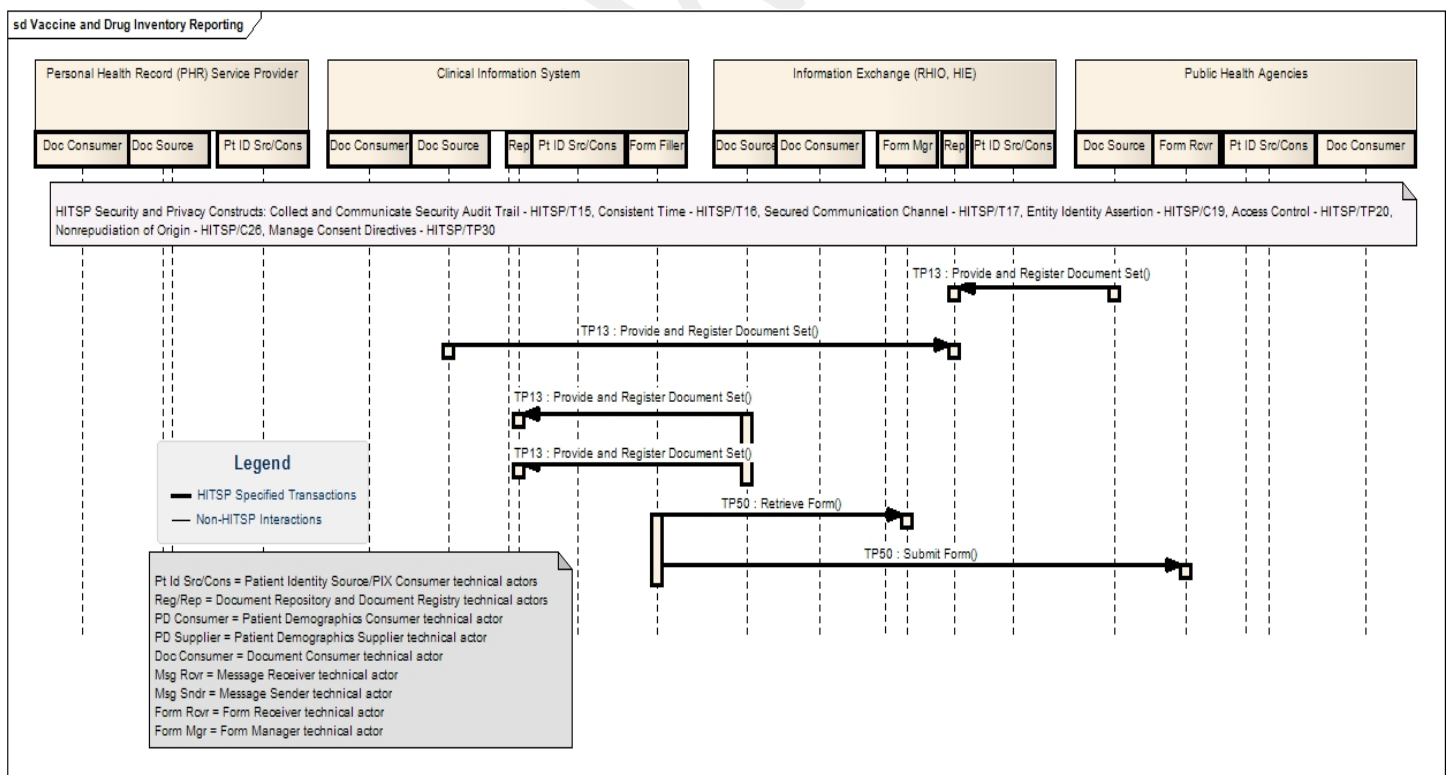 sd Vaccine and Drug Inventory Reporting
Personal Health Record (PHR) Service Provider
Clinical Information System
Information Exchange (RHIO, HIE)
Public Health Agencies
Doc Consumer
Doc Source
Pt ID Src/Cons
Doc Consumer
Doc Source
Rep
Pt ID Src/Cons
Form Filler
Doc Source
Doc Consumer
Form Mgr
Rep
Pt ID Src/Cons
Doc Source
Form Rcvr
Pt ID Src/Cons
Doc Consumer
HITSP Security and Privacy Constructs: Collect and Communicate Security Audit Trail - HITSP/T15, Consistent Time - HITSP/T16, Secured Communication Channel - HITSP/T17, Entity Identity Assertion - HITSP/C19, Access Control - HITSP/TP20,
Nonrepudiation of Origin - HITSP/C26, Manage Consent Directives - HITSP/TP30
TP13 : Provide and Register Document Set()
TP13 : Provide and Register Document Set()
TP13 : Provide and Register Document Set()
TP13 : Provide and Register Document Set()
TP50 : Retrieve Form()
TP50 : Submit Form()
Legend
HITSP Specified Transactions
Non-HITSP Interactions
Pt Id Src/Cons = Patient Identity Source/PIX Consumer technical actors
Reg/Rep = Document Repository and Document Registry technical actors
PD Consumer = Patient Demographics Consumer technical actor
PD Supplier = Patient Demographics Supplier technical actor
Doc Consumer = Document Consumer technical actor
Msg Rcvr = Message Receiver technical actor
Msg Sndr = Message Sender technical actor
Form Rcvr = Form Receiver technical actor
Form Mgr = Form Manager technical actor